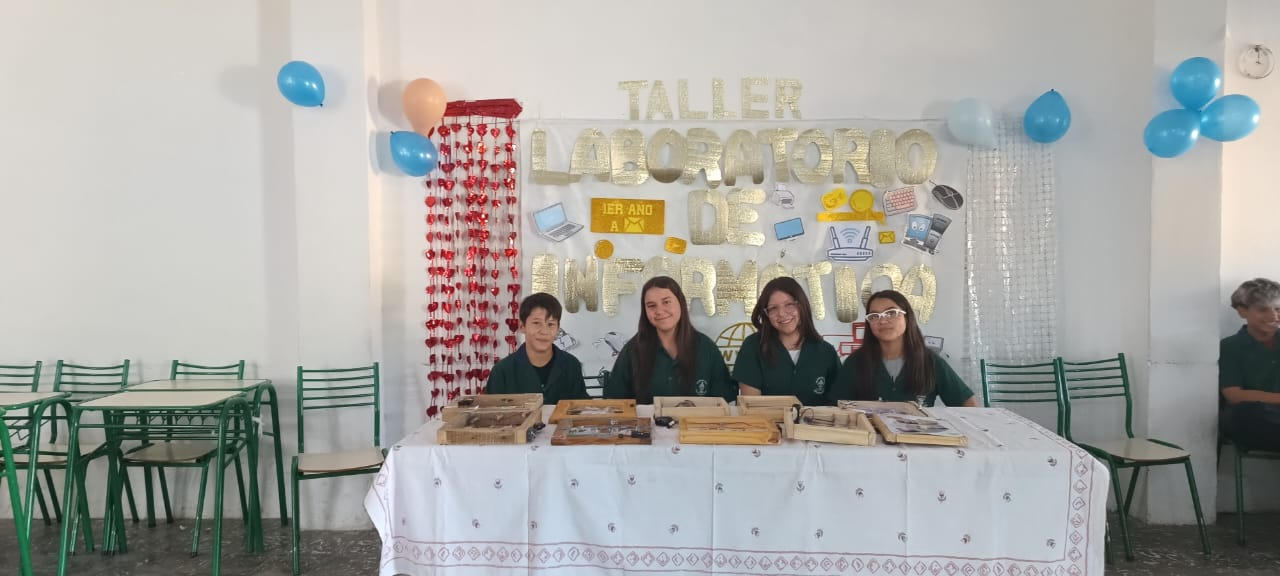 TALLER
LABORATORIO
1ER AÑO
A
DE
INFORMATICA